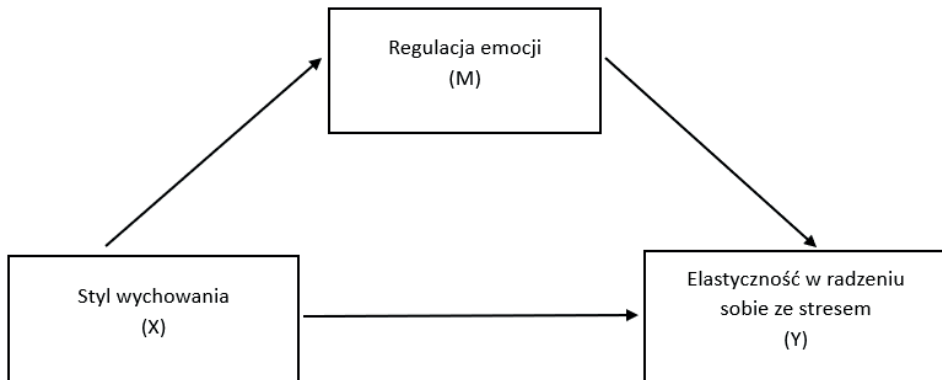 Regulacja emocji
(M)
Styl wychowania
(X)
Elastyczność w radzeniu
sobie ze stresem
(Y)